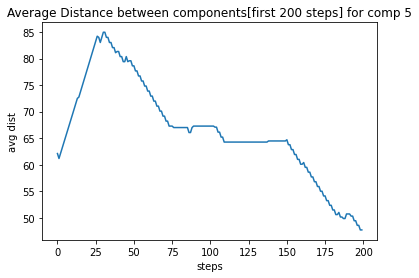 Average Distance between components[first 200 steps] for comp 5
85
80
75
70
65
60
55
50
avg dist
0 25 50 75 100 125 150 175 200
steps